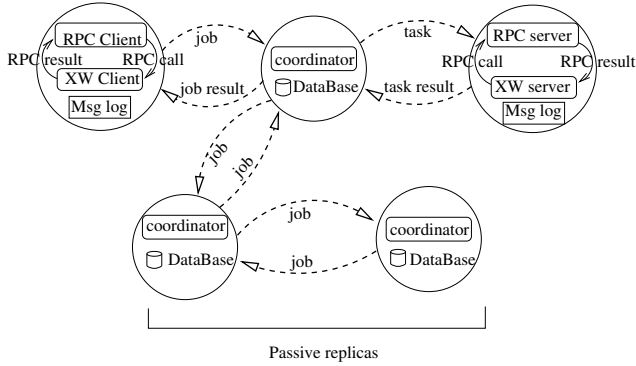 RPC Client
RPC result
RPC call
XW Client
Msg log
job
job result
coordinator
DataBase
task
task result
RPC server
RPC call
RPC result
XW server
Msg log
job
job
coordinator
DataBase
job
job
coordinator
DataBase
Passive replicas